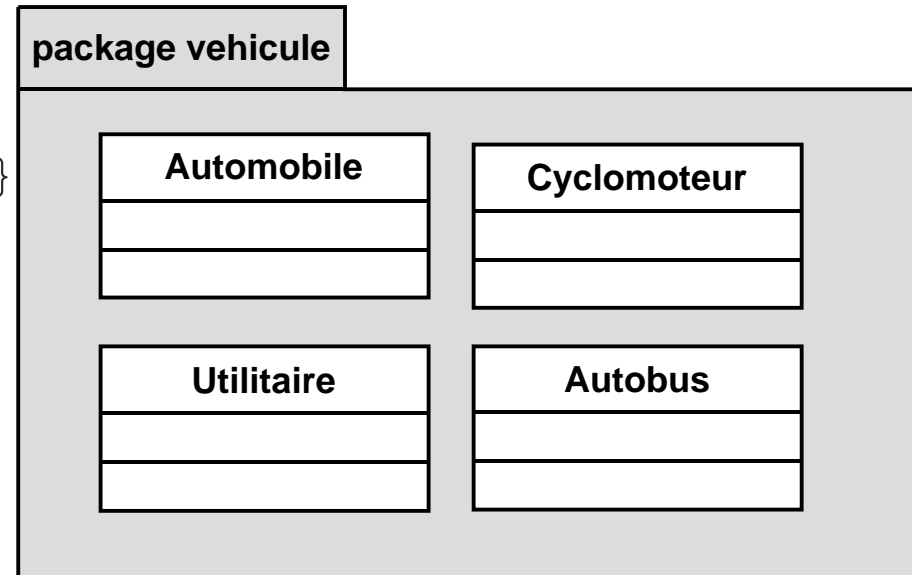 package vehicule
}
Automobile
Cyclomoteur
Utilitaire
Autobus